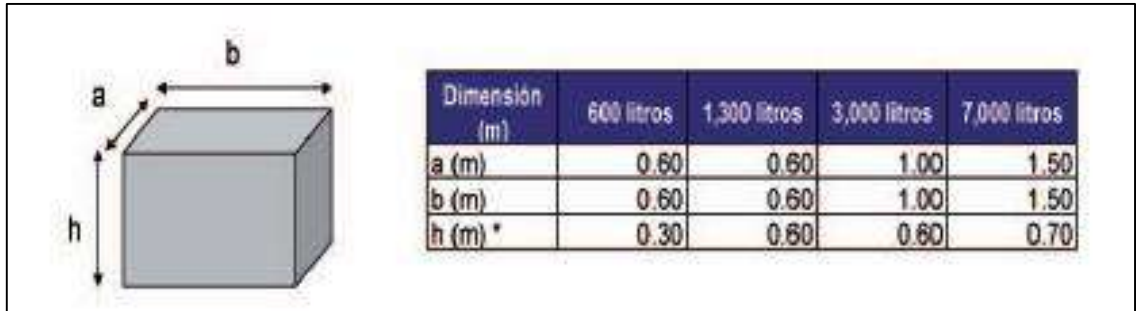 b
a
h
Dimensión (m) 600 litros 1,300 litros 3,000 litros 7,000 litros
a (m) 0.60 0.60 1.00 1.50
b (m) 0.60 0.60 1.00 1.50
h (m) * 0.30 0.60 0.60 0.70